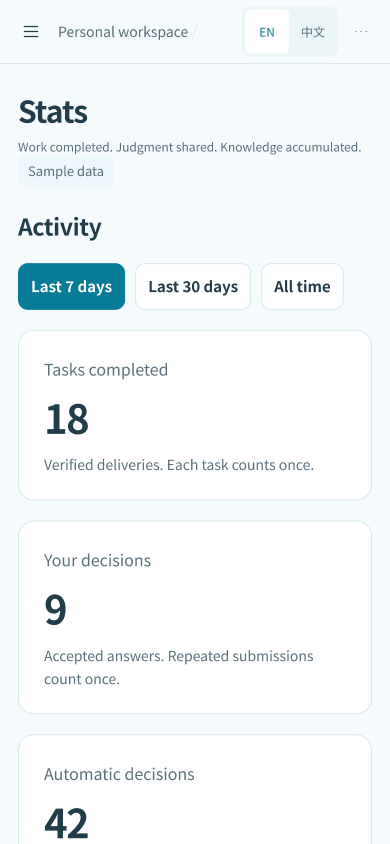 Personal workspace /
EN
中文
...
Stats
Work completed. Judgment shared. Knowledge accumulated.
Sample data
Activity
Last 7 days
Last 30 days
All time
Tasks completed
18
Verified deliveries. Each task counts once.
Your decisions
9
Accepted answers. Repeated submissions
count once.
Automatic decisions
42